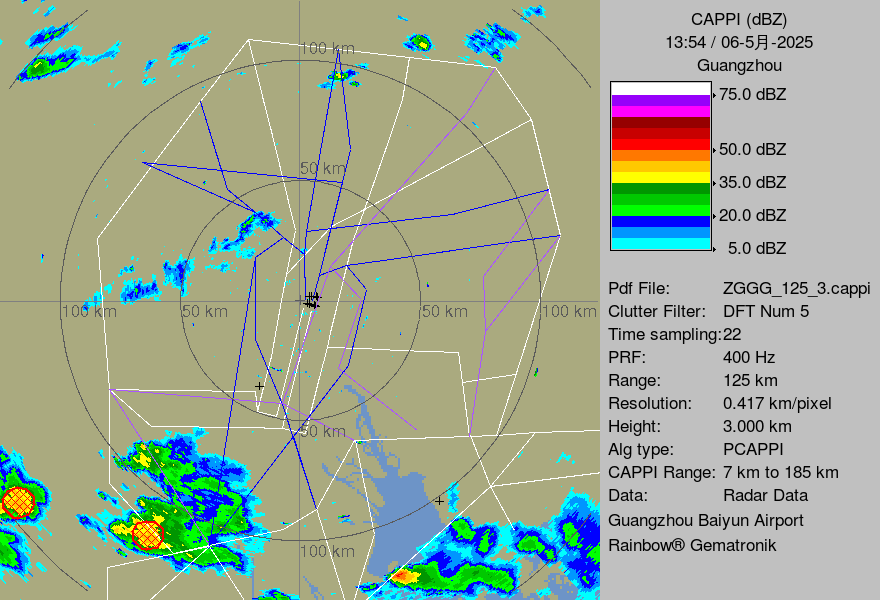 100 km
50 km
100 km
50 km
50 km
100 km
50 km
100 km
CAPPI (dBZ)
13:54 / 06-5月-2025
Guangzhou
75.0 dBZ
50.0 dBZ
35.0 dBZ
20.0 dBZ
5.0 dBZ
Pdf File: ZGGG_125_3.cappi
Clutter Filter: DFT Num 5
Time sampling:22
PRF: 400 Hz
Range: 125 km
Resolution: 0.417 km/pixel
Height: 3.000 km
Alg type: PCAPPI
CAPPI Range: 7 km to 185 km
Data: Radar Data
Guangzhou Baiyun Airport
Rainbow® Gematronik